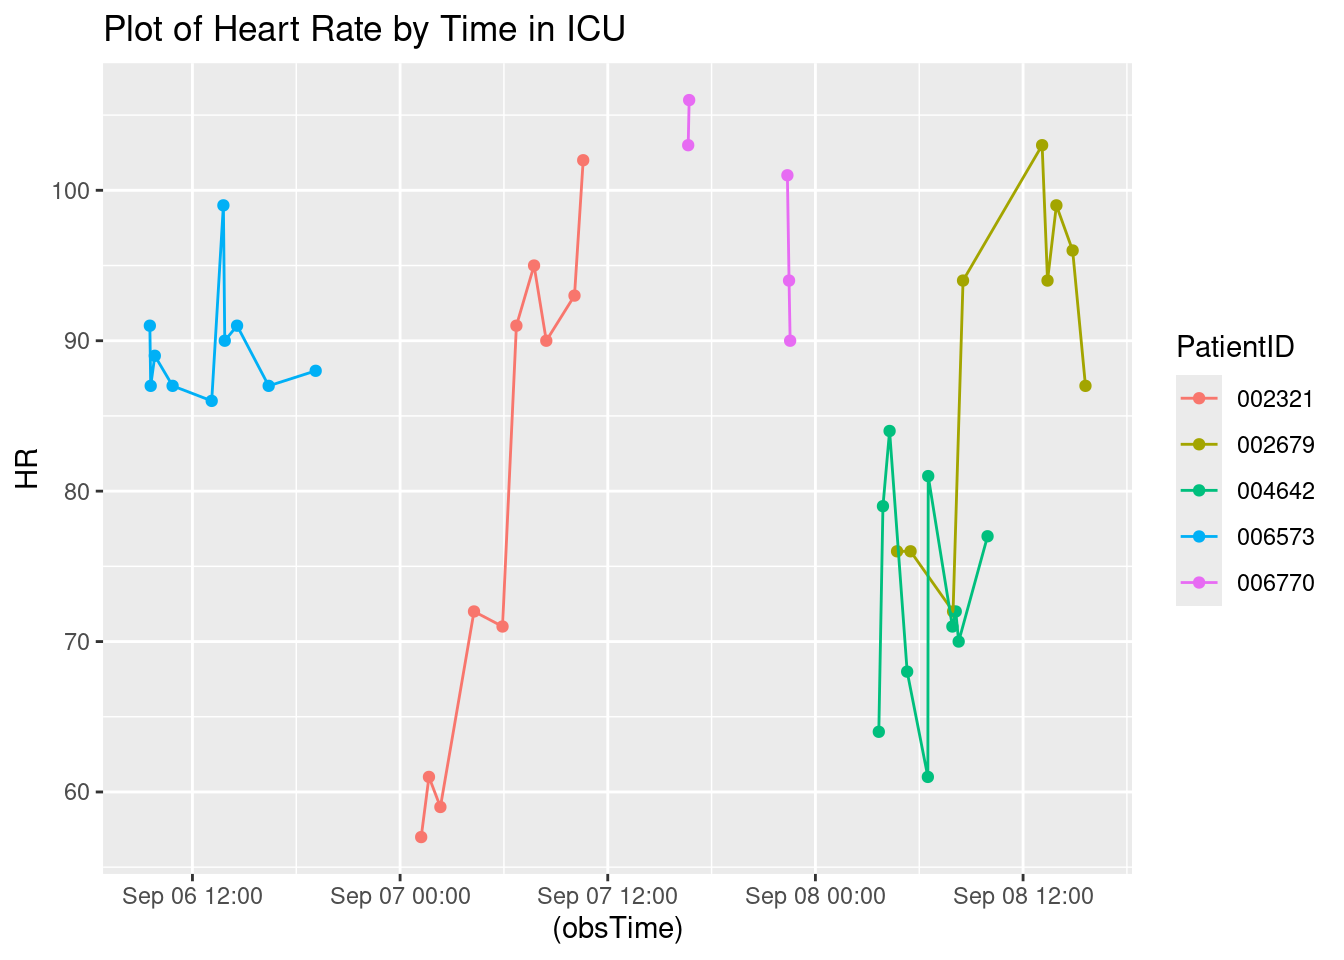 Plot of Heart Rate by Time in ICU
100
90
80
70
60
HR
Sep 06 12:00
Sep 07 00:00
Sep 07 12:00
Sep 08 00:00
Sep 08 12:00
(obsTime)
PatientID
002321
002679
004642
006573
006770